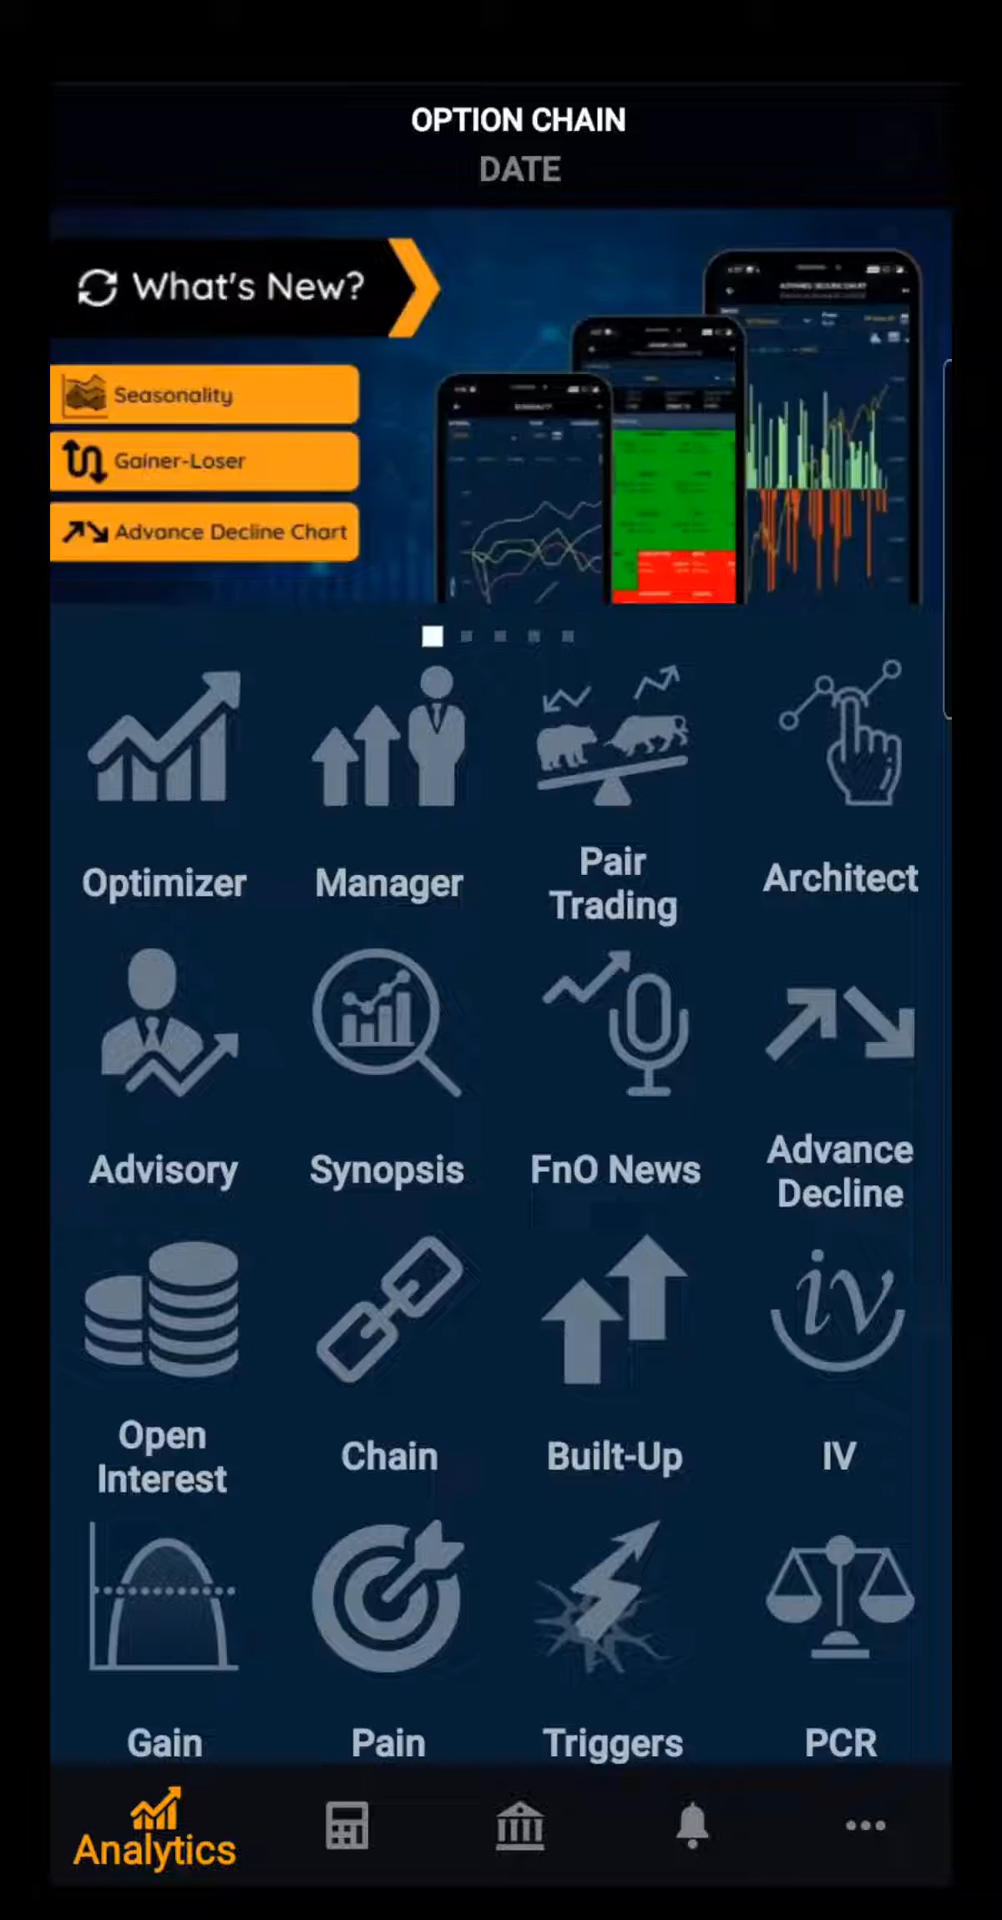 OPTION CHAIN
DATE
What's New?
Seasonality
Gainer-Loser
Advance Decline Chart
Optimizer
Manager
Pair
Trading
Architect
Advisory
Synopsis
FnO News
Advance
Decline
Open
Interest
Chain
Built-Up
iv
IV
Gain
Pain
Triggers
PCR
Analytics